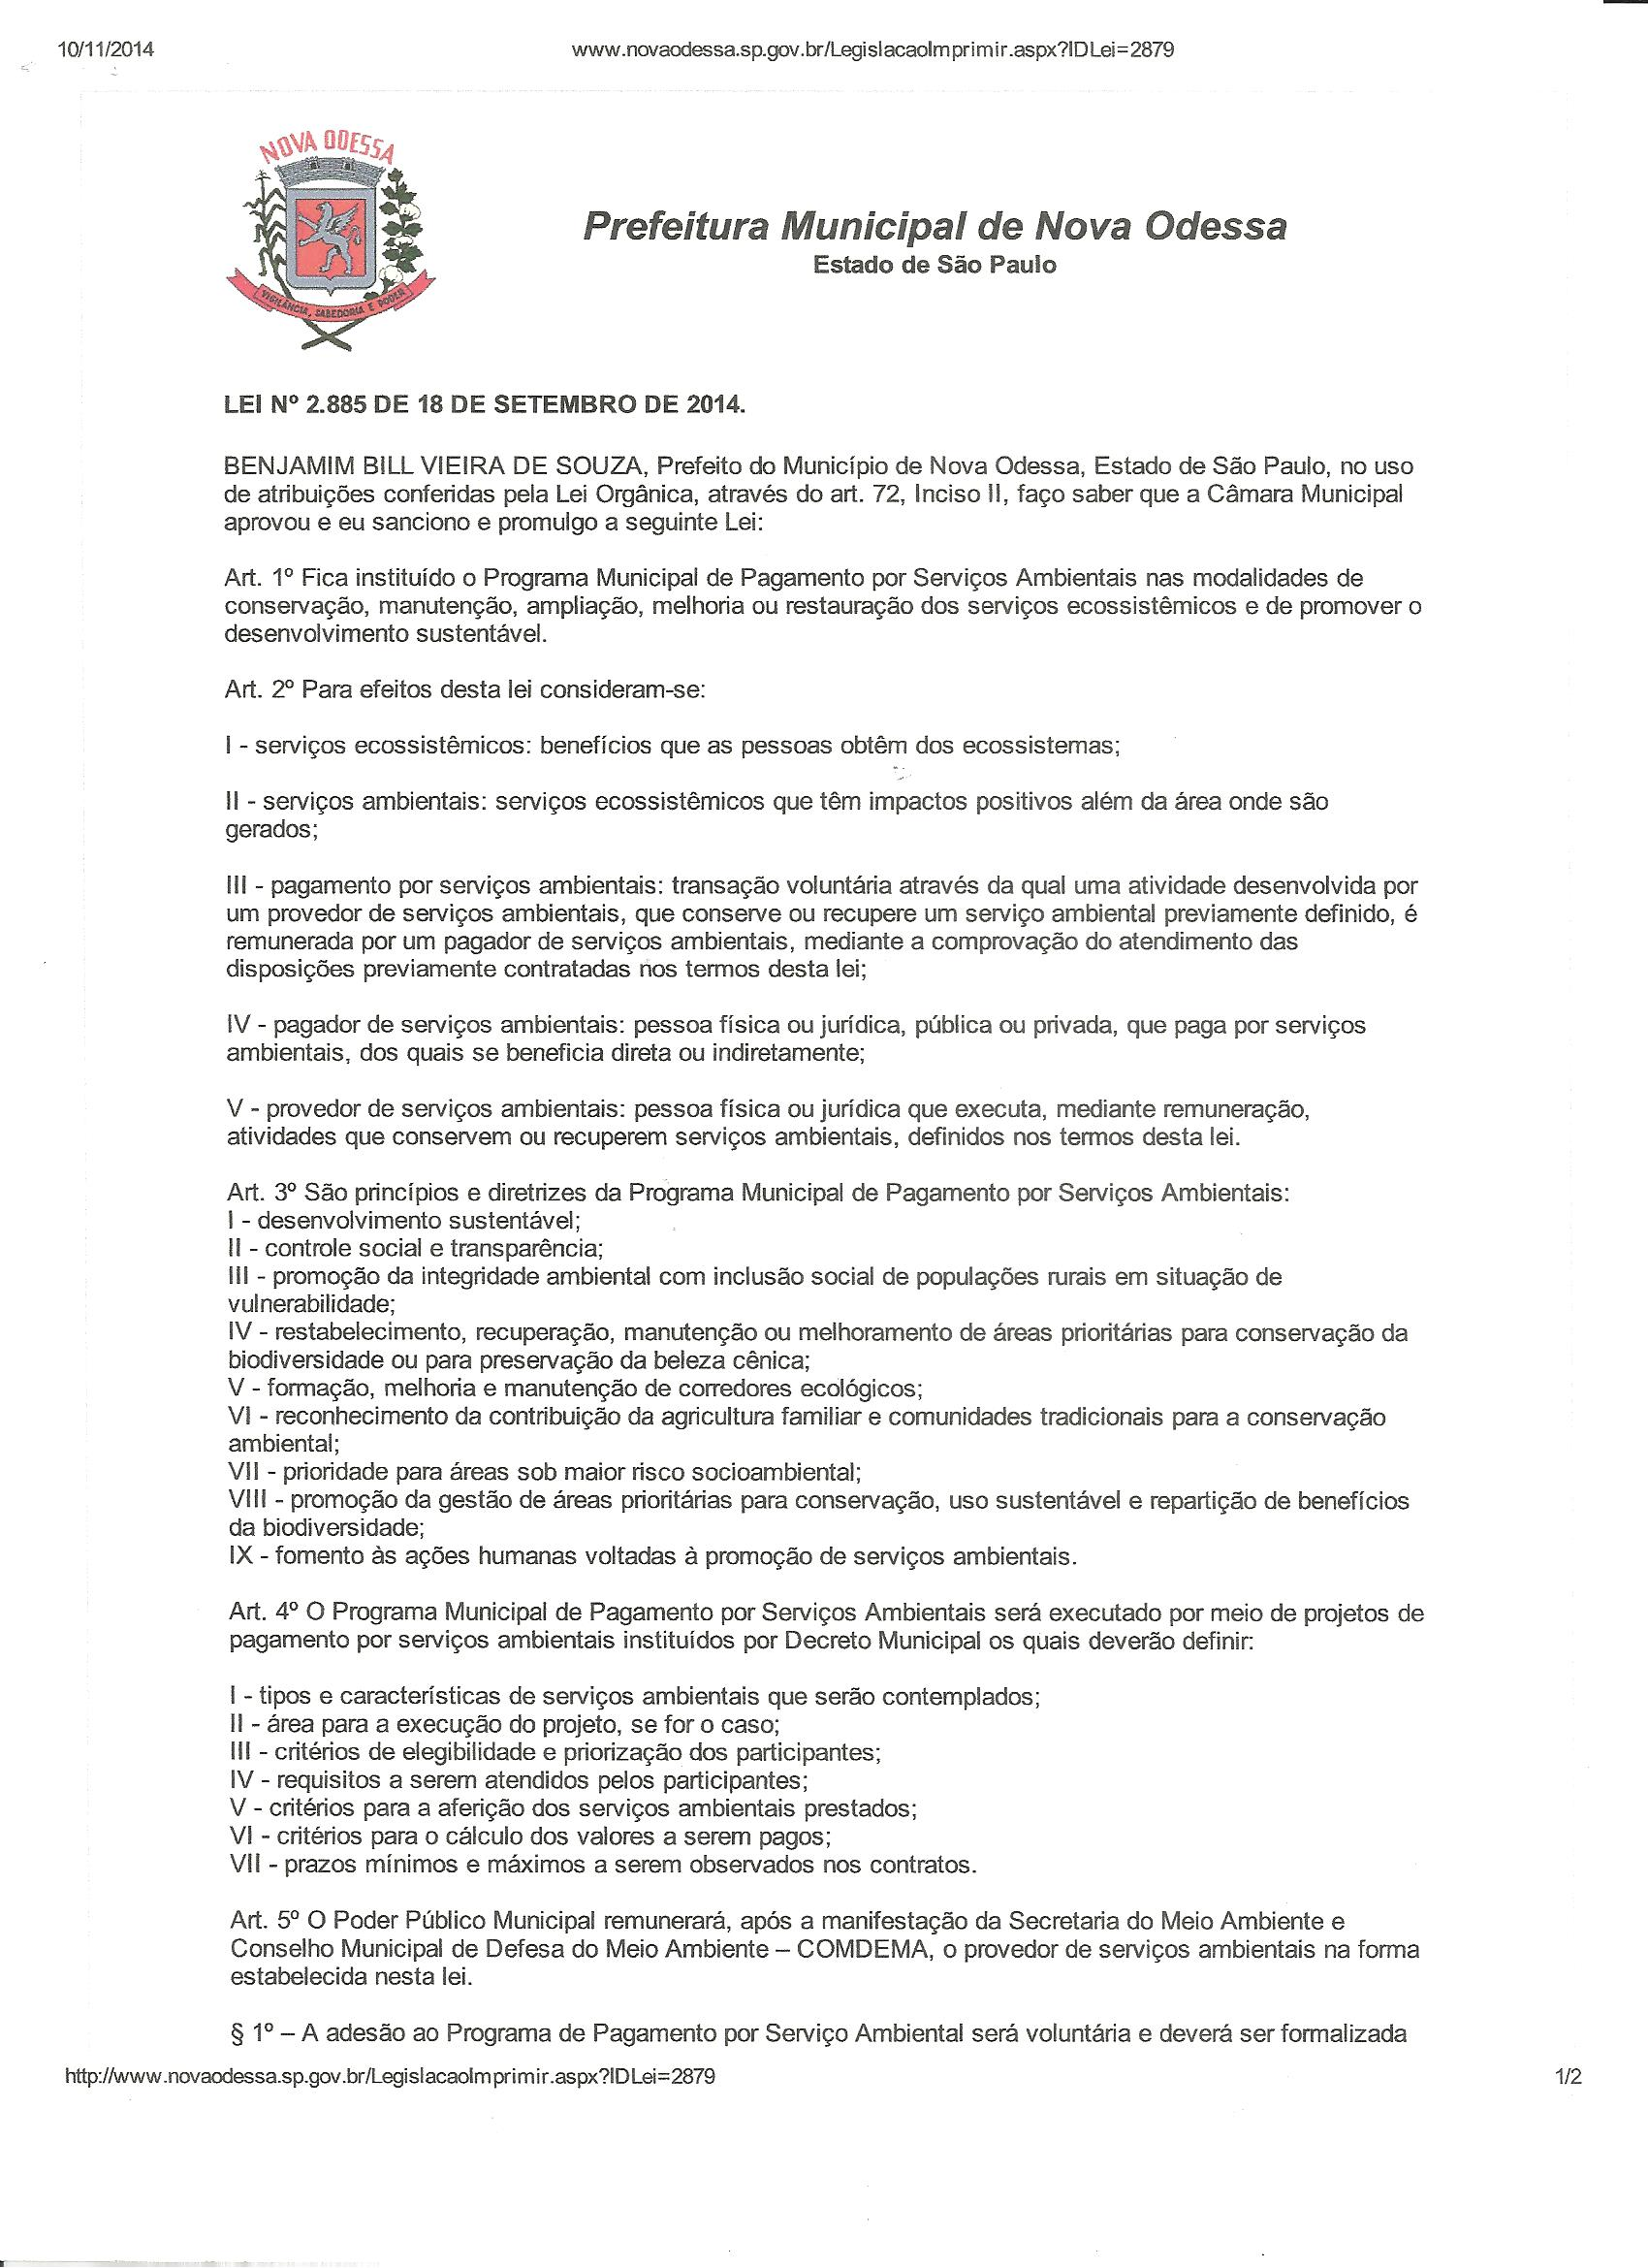 10/11/2014
www.novaodessa.sp.gov.br/LegislacaoImprimir.aspx?IDLei=2879
NOVA ODESSA
VIGILÂNCIA, SABEDORIA E PODER
Prefeitura Municipal de Nova Odessa
Estado de São Paulo
LEI Nº 2.885 DE 18 DE SETEMBRO DE 2014.
BENJAMIM BILL VIEIRA DE SOUZA, Prefeito do Município de Nova Odessa, Estado de São Paulo, no uso
de atribuições conferidas pela Lei Orgânica, através do art. 72, Inciso II, faço saber que a Câmara Municipal
aprovou e eu sanciono e promulgo a seguinte Lei:
Art. 1º Fica instituído o Programa Municipal de Pagamento por Serviços Ambientais nas modalidades de
conservação, manutenção, ampliação, melhoria ou restauração dos serviços ecossistêmicos e de promover o
desenvolvimento sustentável.
Art. 2º Para efeitos desta lei consideram-se:
I - serviços ecossistêmicos: benefícios que as pessoas obtêm dos ecossistemas;
II - serviços ambientais: serviços ecossistêmicos que têm impactos positivos além da área onde são
gerados;
III - pagamento por serviços ambientais: transação voluntária através da qual uma atividade desenvolvida por
um provedor de serviços ambientais, que conserve ou recupere um serviço ambiental previamente definido, é
remunerada por um pagador de serviços ambientais, mediante a comprovação do atendimento das
disposições previamente contratadas nos termos desta lei;
IV - pagador de serviços ambientais: pessoa física ou jurídica, pública ou privada, que paga por serviços
ambientais, dos quais se beneficia direta ou indiretamente;
V - provedor de serviços ambientais: pessoa física ou jurídica que executa, mediante remuneração,
atividades que conservem ou recuperem serviços ambientais, definidos nos termos desta lei.
Art. 3º São princípios e diretrizes da Programa Municipal de Pagamento por Serviços Ambientais:
I - desenvolvimento sustentável;
II - controle social e transparência;
III - promoção da integridade ambiental com inclusão social de populações rurais em situação de
vulnerabilidade;
IV - restabelecimento, recuperação, manutenção ou melhoramento de áreas prioritárias para conservação da
biodiversidade ou para preservação da beleza cênica;
V - formação, melhoria e manutenção de corredores ecológicos;
VI - reconhecimento da contribuição da agricultura familiar e comunidades tradicionais para a conservação
ambiental;
VII - prioridade para áreas sob maior risco socioambiental;
VIII - promoção da gestão de áreas prioritárias para conservação, uso sustentável e repartição de benefícios
da biodiversidade;
IX - fomento às ações humanas voltadas à promoção de serviços ambientais.
Art. 4º O Programa Municipal de Pagamento por Serviços Ambientais será executado por meio de projetos de
pagamento por serviços ambientais instituídos por Decreto Municipal os quais deverão definir:
I - tipos e características de serviços ambientais que serão contemplados;
II - área para a execução do projeto, se for o caso;
III - critérios de elegibilidade e priorização dos participantes;
IV - requisitos a serem atendidos pelos participantes;
V - critérios para a aferição dos serviços ambientais prestados;
VI - critérios para o cálculo dos valores a serem pagos;
VII - prazos mínimos e máximos a serem observados nos contratos.
Art. 5º O Poder Público Municipal remunerará, após a manifestação da Secretaria do Meio Ambiente e
Conselho Municipal de Defesa do Meio Ambiente – COMDEMA, o provedor de serviços ambientais na forma
estabelecida nesta lei.
§ 1º – A adesão ao Programa de Pagamento por Serviço Ambiental será voluntária e deverá ser formalizada
http://www.novaodessa.sp.gov.br/LegislacaoImprimir.aspx?IDLei=2879
1/2